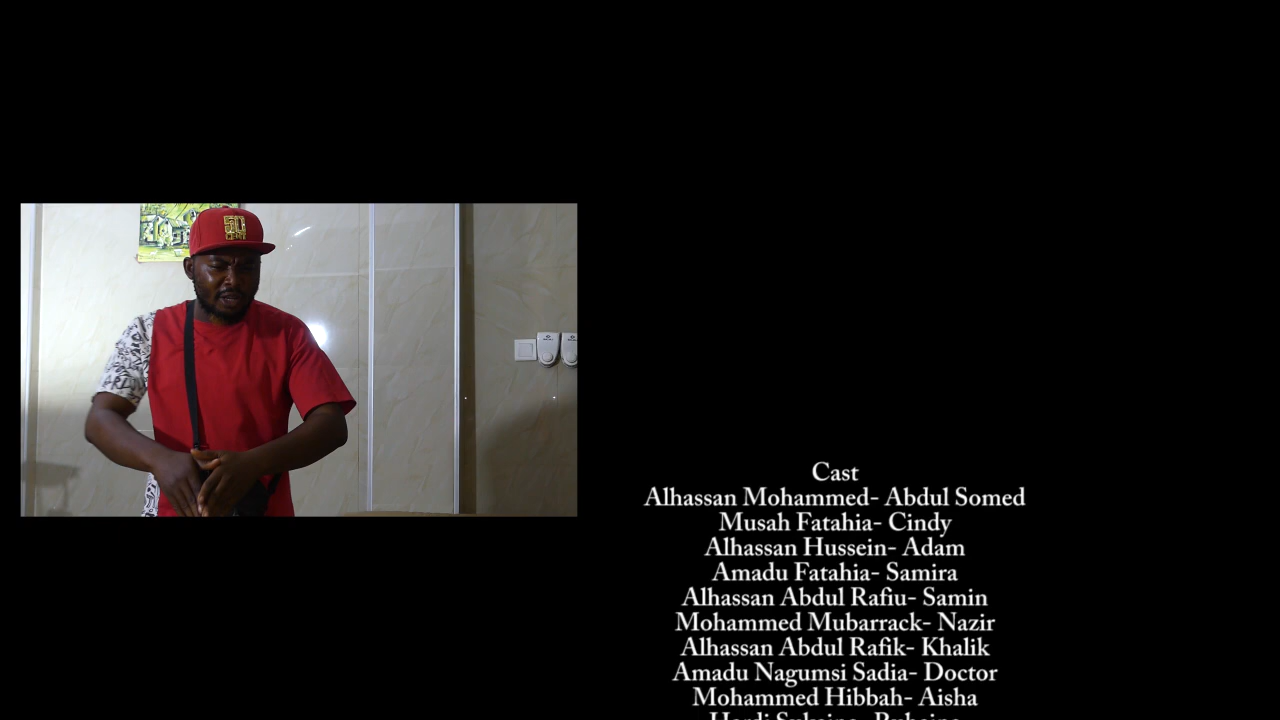 Cast
Alhassan Mohammed- Abdul Somed
Musah Fatahia- Cindy
Alhassan Hussein- Adam
Amadu Fatahia- Samira
Alhassan Abdul Rafiu- Samin
Mohammed Mubarrack- Nazir
Alhassan Abdul Rafik- Khalik
Amadu Nagumsi Sadia- Doctor
Mohammed Hibbah- Aisha